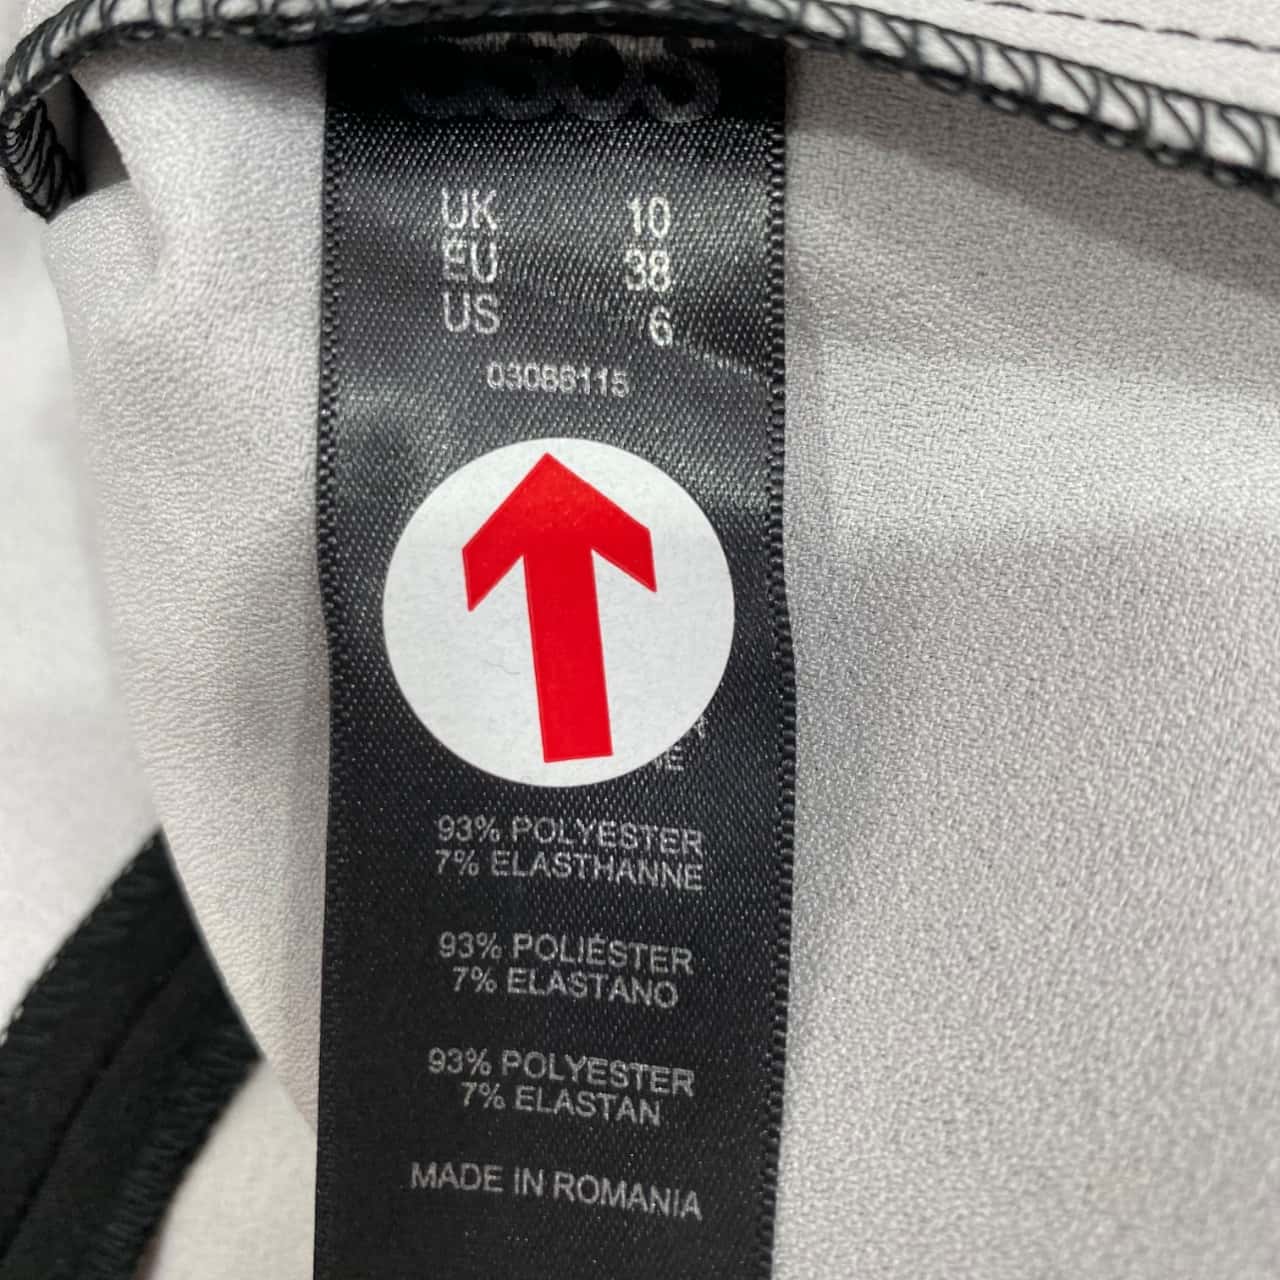 asos
UK 10
EU 38
US 6
03088115
93% POLYESTER
7% ELASTHANNE
93% POLIÉSTER
7% ELASTANO
93% POLYESTER
7% ELASTAN
MADE IN ROMANIA